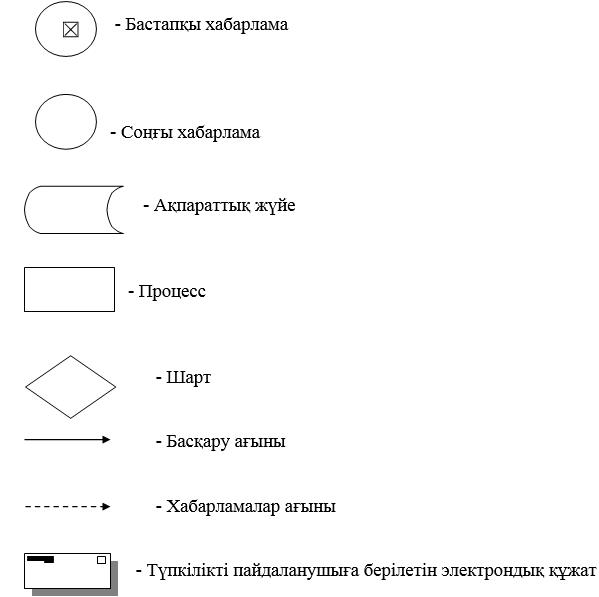 - Бастапқы хабарлама
- Соңғы хабарлама
- Ақпараттық жүйе
- Процесс
- Шарт
- Басқару ағыны
- Хабарламалар ағыны
- Түпкілікті пайдаланушыға берілетін электрондық құжат